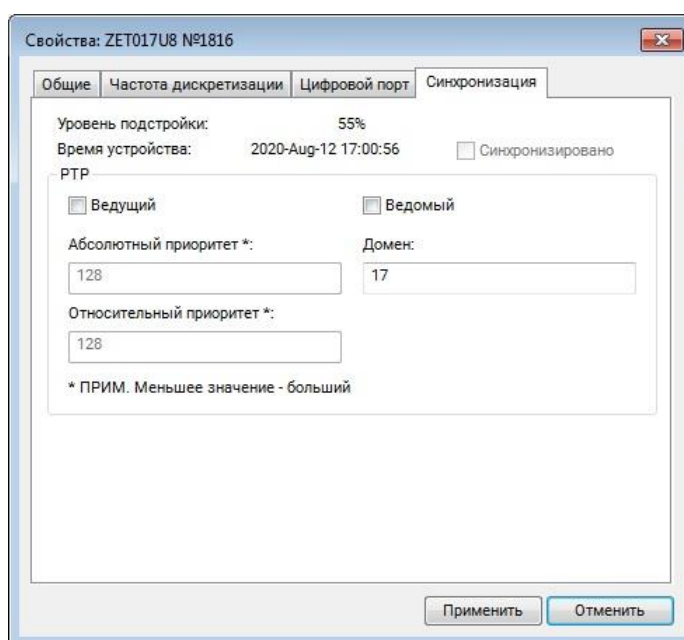 Свойства: ZET017U8 №1816
Общие Частота дискретизации Цифровой порт Синхронизация
Уровень подстройки: 55%
Время устройства: 2020-Aug-12 17:00:56 Синхронизировано
PTP
Ведущий Ведомый
Абсолютный приоритет *: Домен:
128 17
Относительный приоритет *:
128
* ПРИМ. Меньшее значение - больший
Применить Отменить